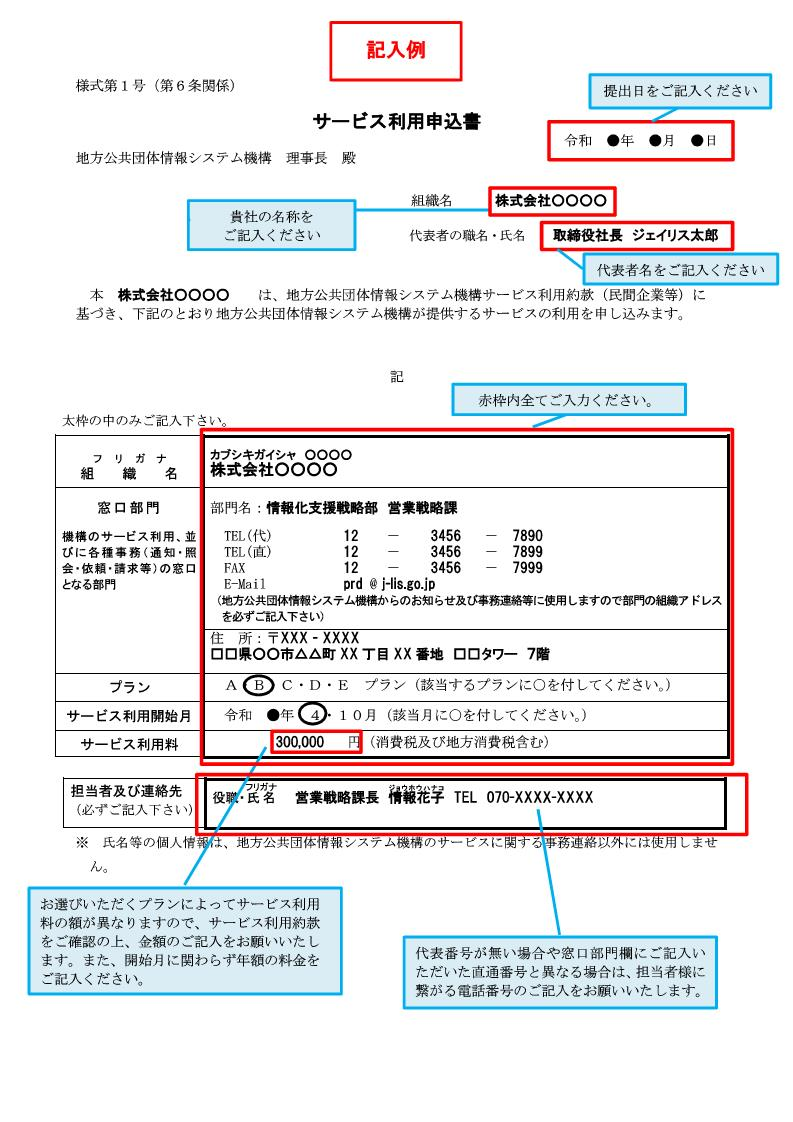 記入例
様式第１号（第６条関係）
提出日をご記入ください
サービス利用申込書
令和　●年　●月　●日
地方公共団体情報システム機構　理事長　殿
組織名　株式会社〇〇〇〇
貴社の名称を
ご記入ください
代表者の職名・氏名　取締役社長　ジェイリス太郎
代表者名をご記入ください
本　株式会社〇〇〇〇　は、地方公共団体情報システム機構サービス利用約款（民間企業等）に
基づき、下記のとおり地方公共団体情報システム機構が提供するサービスの利用を申し込みます。
記
赤枠内全てご入力ください。
太枠の中のみご記入下さい。
フリガナ　カブシキガイシャ　〇〇〇〇
組　織　名　株式会社〇〇〇〇
窓口部門
機構のサービス利用、並
びに各種事務（通知・照
会・依頼・請求等）の窓口
となる部門
部門名：情報化支援戦略部　営業戦略課
TEL(代)　12　－　3456　－　7890
TEL(直)　12　－　3456　－　7899
FAX　12　－　3456　－　7999
E-Mail　prd @ j-lis.go.jp
（地方公共団体情報システム機構からのお知らせ及び事務連絡等に使用しますので部門の組織アドレス
を必ずご記入下さい）
住　所：〒XXX - XXXX
□□県〇〇市△△町 XX 丁目 XX 番地　□□タワー　7階
プラン　A　B　C・D・E　プラン（該当するプランに○を付してください。）
サービス利用開始月　令和　●年　４・１０月（該当月に○を付してください。）
サービス利用料　300,000　円（消費税及び地方消費税含む）
担当者及び連絡先
（必ずご記入下さい）
フリガナ　ジョウホウハナコ
役職・氏名　営業戦略課長　情報花子　TEL　070-XXXX-XXXX
※　氏名等の個人情報は、地方公共団体情報システム機構のサービスに関する事務連絡以外には使用しませ
ん。
お選びいただくプランによってサービス利用
料の額が異なりますので、サービス利用約款
をご確認の上、金額のご記入をお願いいたし
ます。また、開始月に関わらず年額の料金を
ご記入ください。
代表番号が無い場合や窓口部門欄にご記入い
ただいた直通番号と異なる場合は、担当者様に
繋がる電話番号のご記入をお願いいたします。